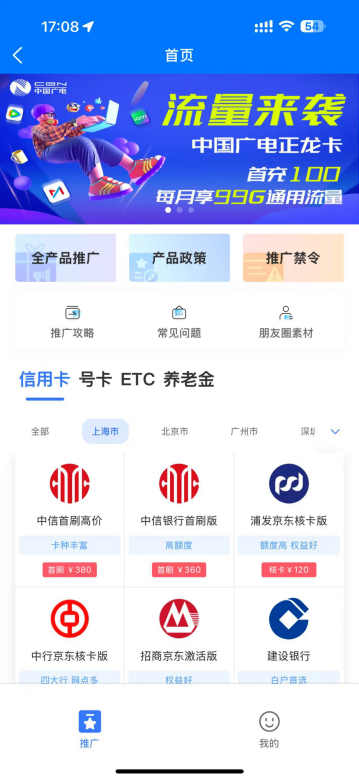 17:08
54
首页
CBN
中国广电
流量来袭
中国广电正龙卡
首充100
每月享99G通用流量
全产品推广
产品政策
推广禁令
推广攻略
常见问题
朋友圈素材
信用卡 号卡 ETC 养老金
全部
上海市
北京市
广州市
深圳
中信首刷高价
中信银行首刷版
浦发京东核卡版
卡种丰富
高额度
额度高 权益好
首刷 ¥380
首刷 ¥360
核卡 ¥120
中行京东核卡版
招商京东激活版
建设银行
四大行 网点多
权益好
白户首选
推广
我的